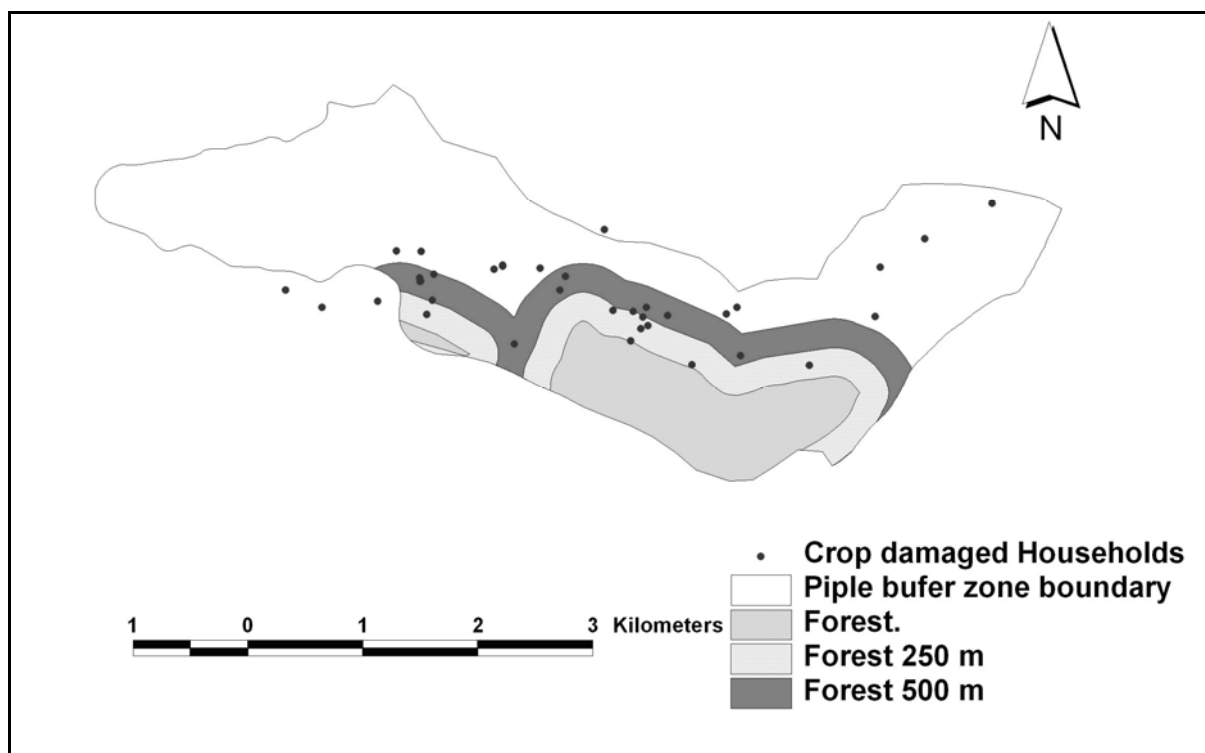 N
Crop damaged Households
Piple bufer zone boundary
Forest.
Forest 250 m
Forest 500 m
1 0 1 2 3 Kilometers